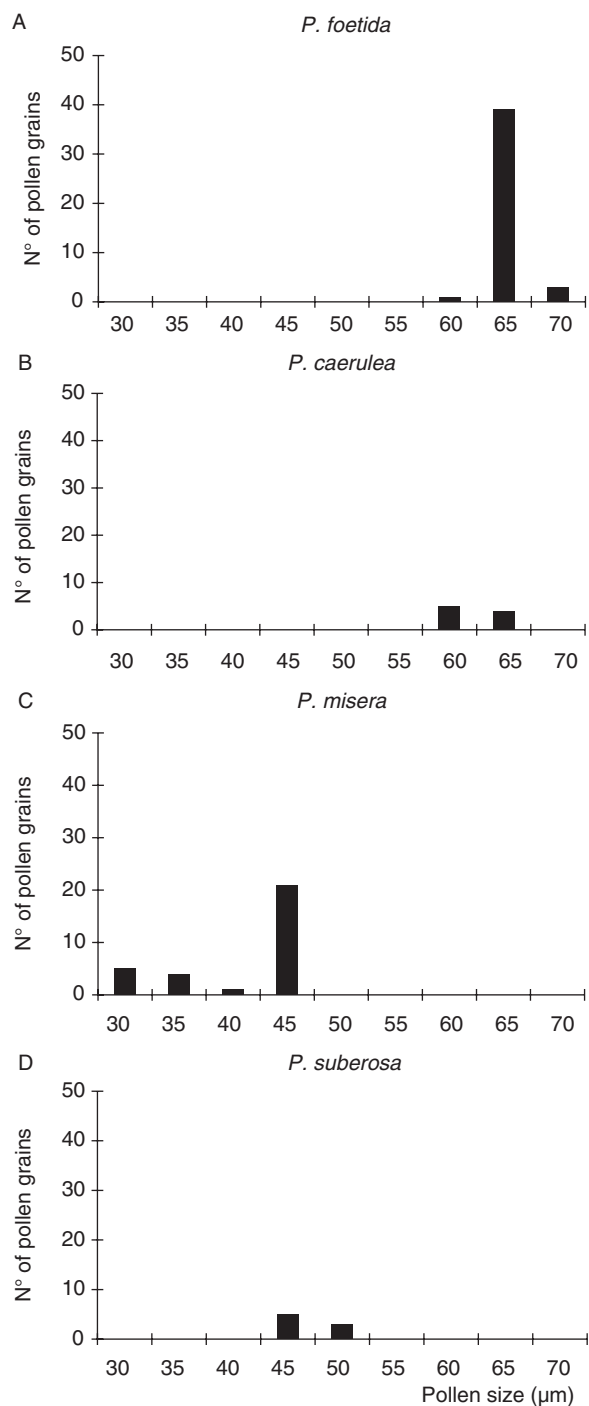 A
P. foetida
N° of pollen grains
50
40
30
20
10
0
30 35 40 45 50 55 60 65 70
B
P. caerulea
N° of pollen grains
50
40
30
20
10
0
30 35 40 45 50 55 60 65 70
C
P. misera
N° of pollen grains
50
40
30
20
10
0
30 35 40 45 50 55 60 65 70
D
P. suberosa
N° of pollen grains
50
40
30
20
10
0
30 35 40 45 50 55 60 65 70
Pollen size (µm)